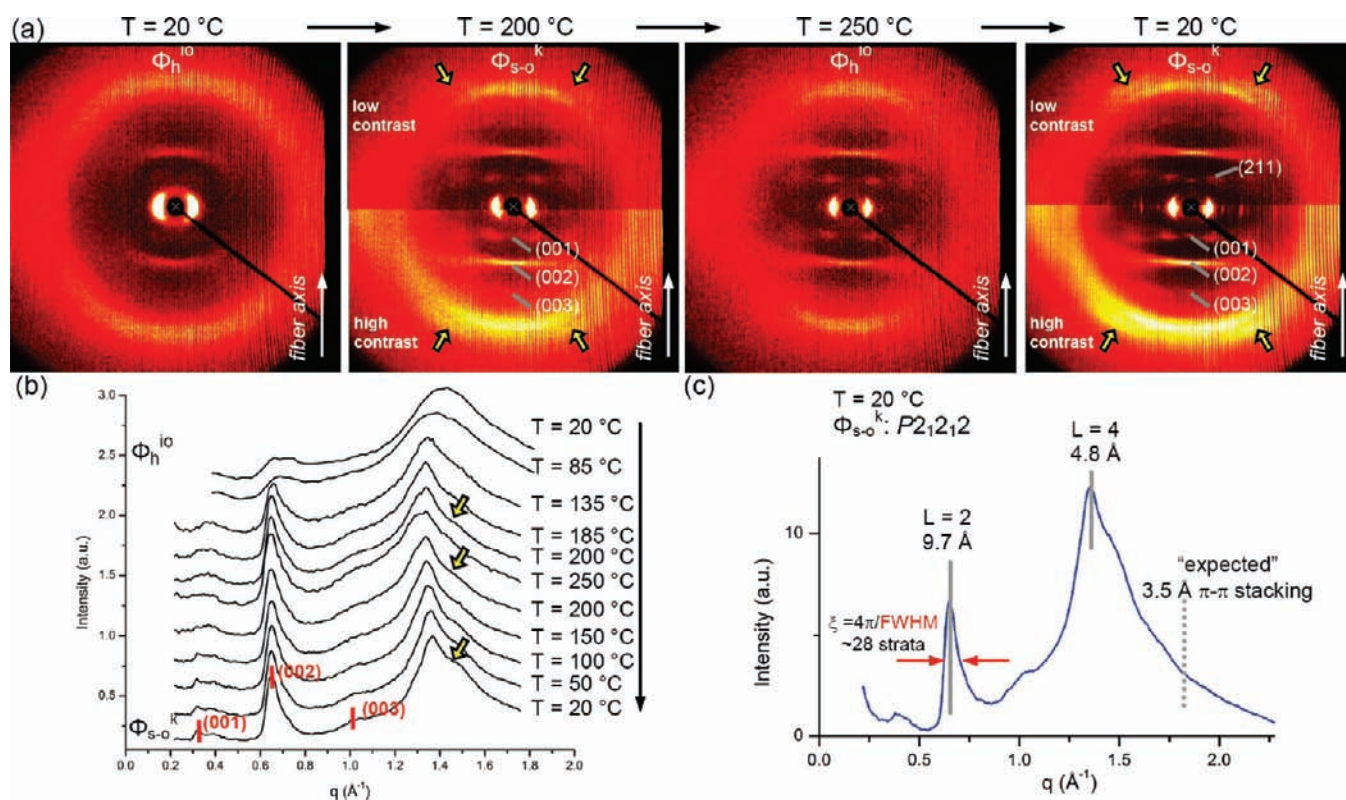 (a) T = 20 °C T = 200 °C T = 250 °C T = 20 °C
Φh^io Φs-o^k Φh^io Φs-o^k
low contrast
low contrast
(211)
(001)
(002)
(003)
(001)
(002)
(003)
high contrast
high contrast
fiber axis
fiber axis
fiber axis
fiber axis
(b)
3.0
2.5
2.0
1.5
1.0
0.5
Intensity (a.u.)
Φh^io
T = 20 °C
T = 85 °C
T = 135 °C
T = 185 °C
T = 200 °C
T = 250 °C
T = 200 °C
T = 150 °C
T = 100 °C
T = 50 °C
T = 20 °C
(002)
(001)
(003)
Φs-o^k
0.0 0.2 0.4 0.6 0.8 1.0 1.2 1.4 1.6 1.8 2.0
q (Å⁻¹)
(c)
T = 20 °C
Φs-o^k: P2₁2₁2
L = 4
4.8 Å
L = 2
9.7 Å
"expected"
3.5 Å π-π stacking
ξ =4π/FWHM
~28 strata
10
0
Intensity (a.u.)
0.0 0.5 1.0 1.5 2.0
q (Å⁻¹)